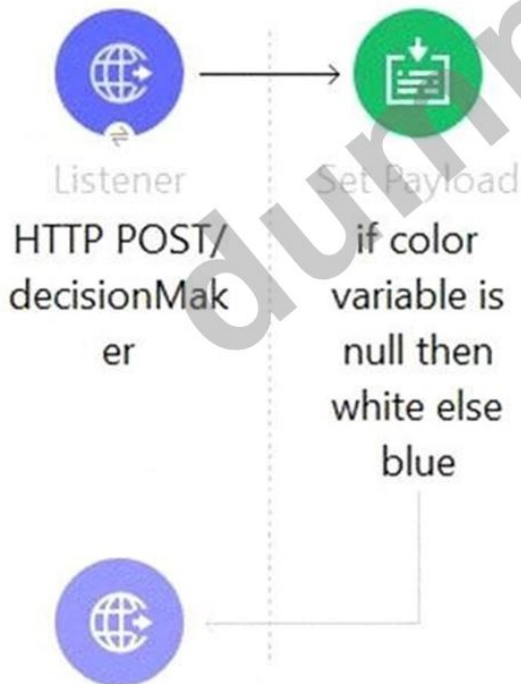 Listener
HTTP POST/
decisionMak
er
Set Payload
if color
variable is
null then
white else
blue